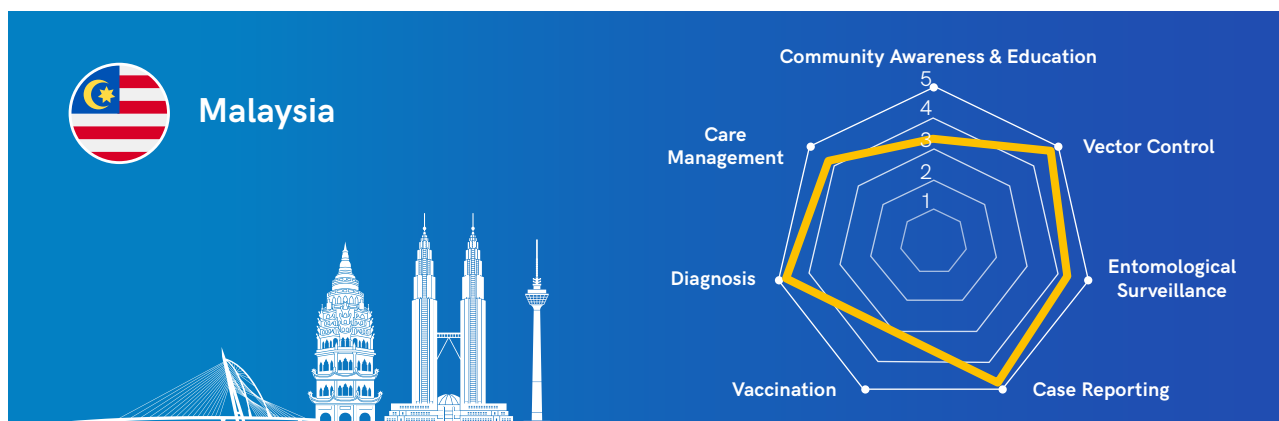 Malaysia
Community Awareness & Education
5
4
3
2
1
Care
Management
Vector Control
Diagnosis
Entomological
Surveillance
Vaccination
Case Reporting